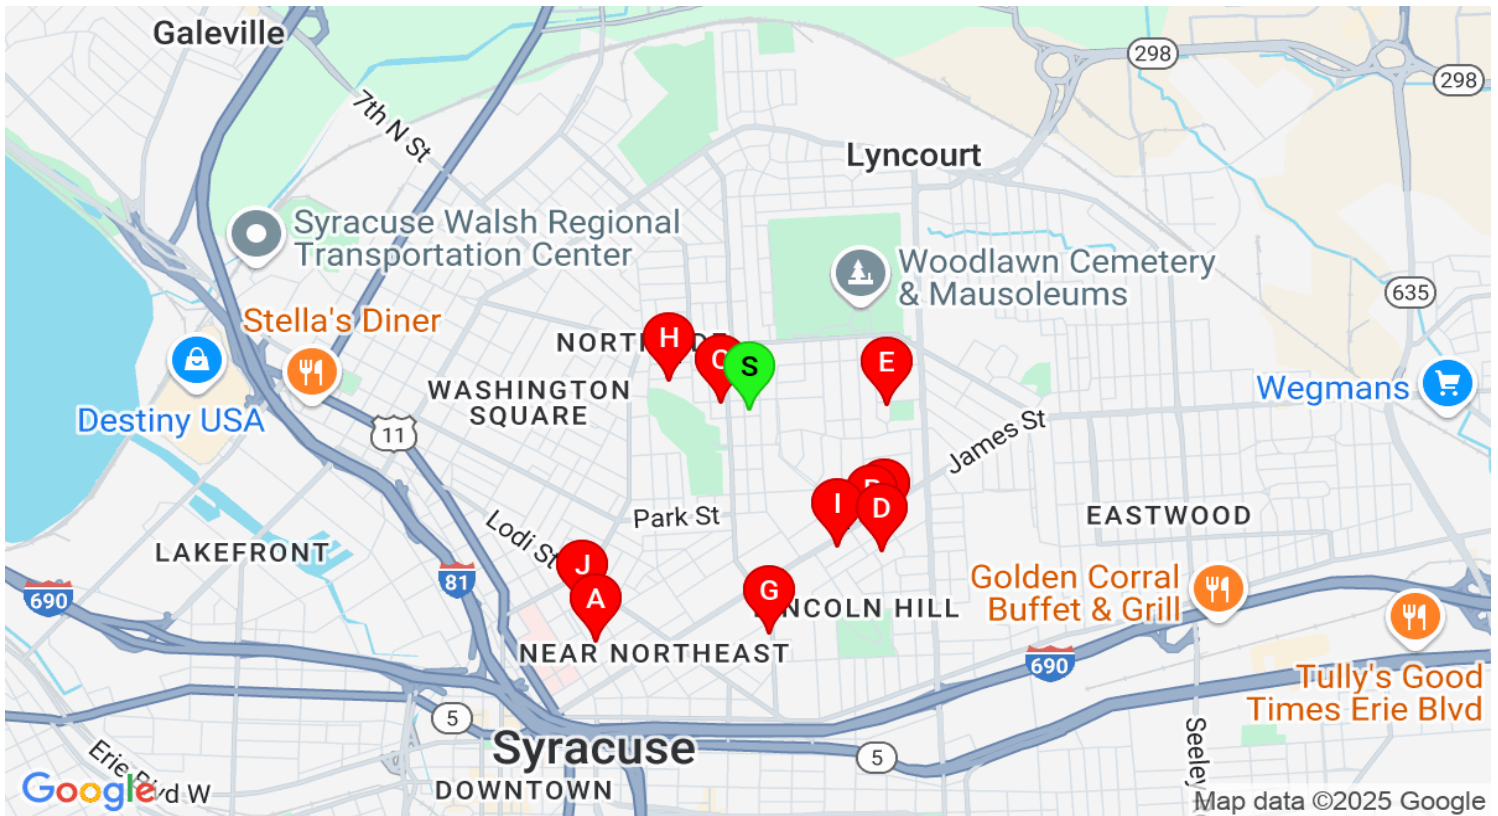 Galeville
298
298
7th N St
Lyncourt
Syracuse Walsh Regional
Transportation Center
Woodlawn Cemetery
& Mausoleums
635
Stella's Diner
H
S
E
WASHINGTON
SQUARE
Wegmans
Destiny USA
11
James St
I
D
Park St
EASTWOOD
Lodi St
LAKEFRONT
J
A
G
81
690
Golden Corral
Buffet & Grill
NEAR NORTHEAST
690
Tully's Good
Times Erie Blvd
5
Syracuse
5
DOWNTOWN
Seeley
Google
W
Map data ©2025 Google